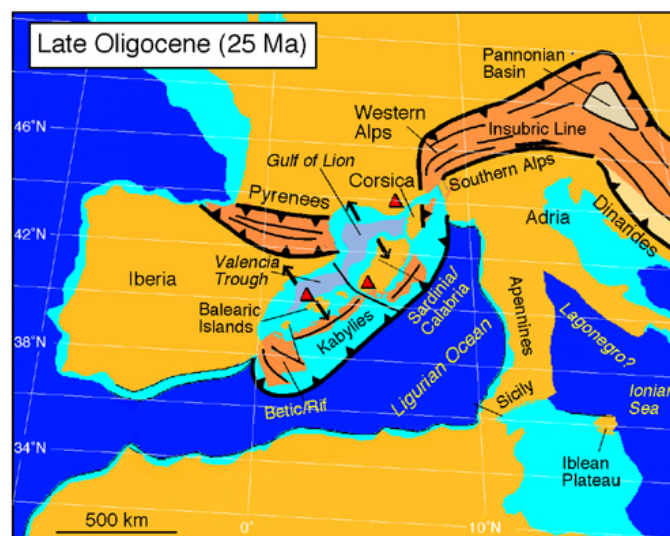 Late Oligocene (25 Ma)
Pannonian
Basin
Western
Alps
Insubric Line
46°N
Gulf of Lion
Corsica
Southern Alps
Pyrenees
Adria
Dinarides
42°N
Iberia
Valencia
Trough
Balearic
Islands
Sardinia/
Calabria
Apennines
Lagonegro?
38°N
Kabylies
Ligurian Ocean
Ionian
Sea
Betic/Rif
Sicily
34°N
Iblean
Plateau
500 km
0°
10°N